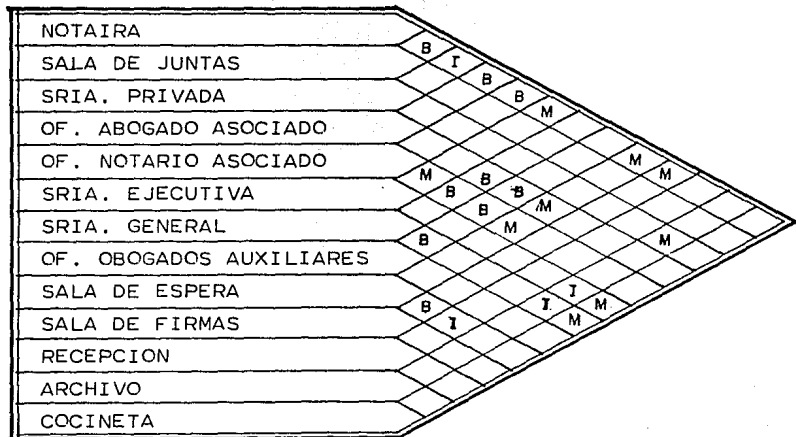 NOTAIRA
B
SALA DE JUNTAS I
B
SRIA. PRIVADA B
M
OF. ABOGADO ASOCIADO
OF. NOTARIO ASOCIADO M
M B M
SRIA. EJECUTIVA B B
B M
SRIA. GENERAL M
B M
OF. OBOGADOS AUXILIARES
SALA DE ESPERA I
B I M
SALA DE FIRMAS I M
RECEPCION
ARCHIVO
COCINETA